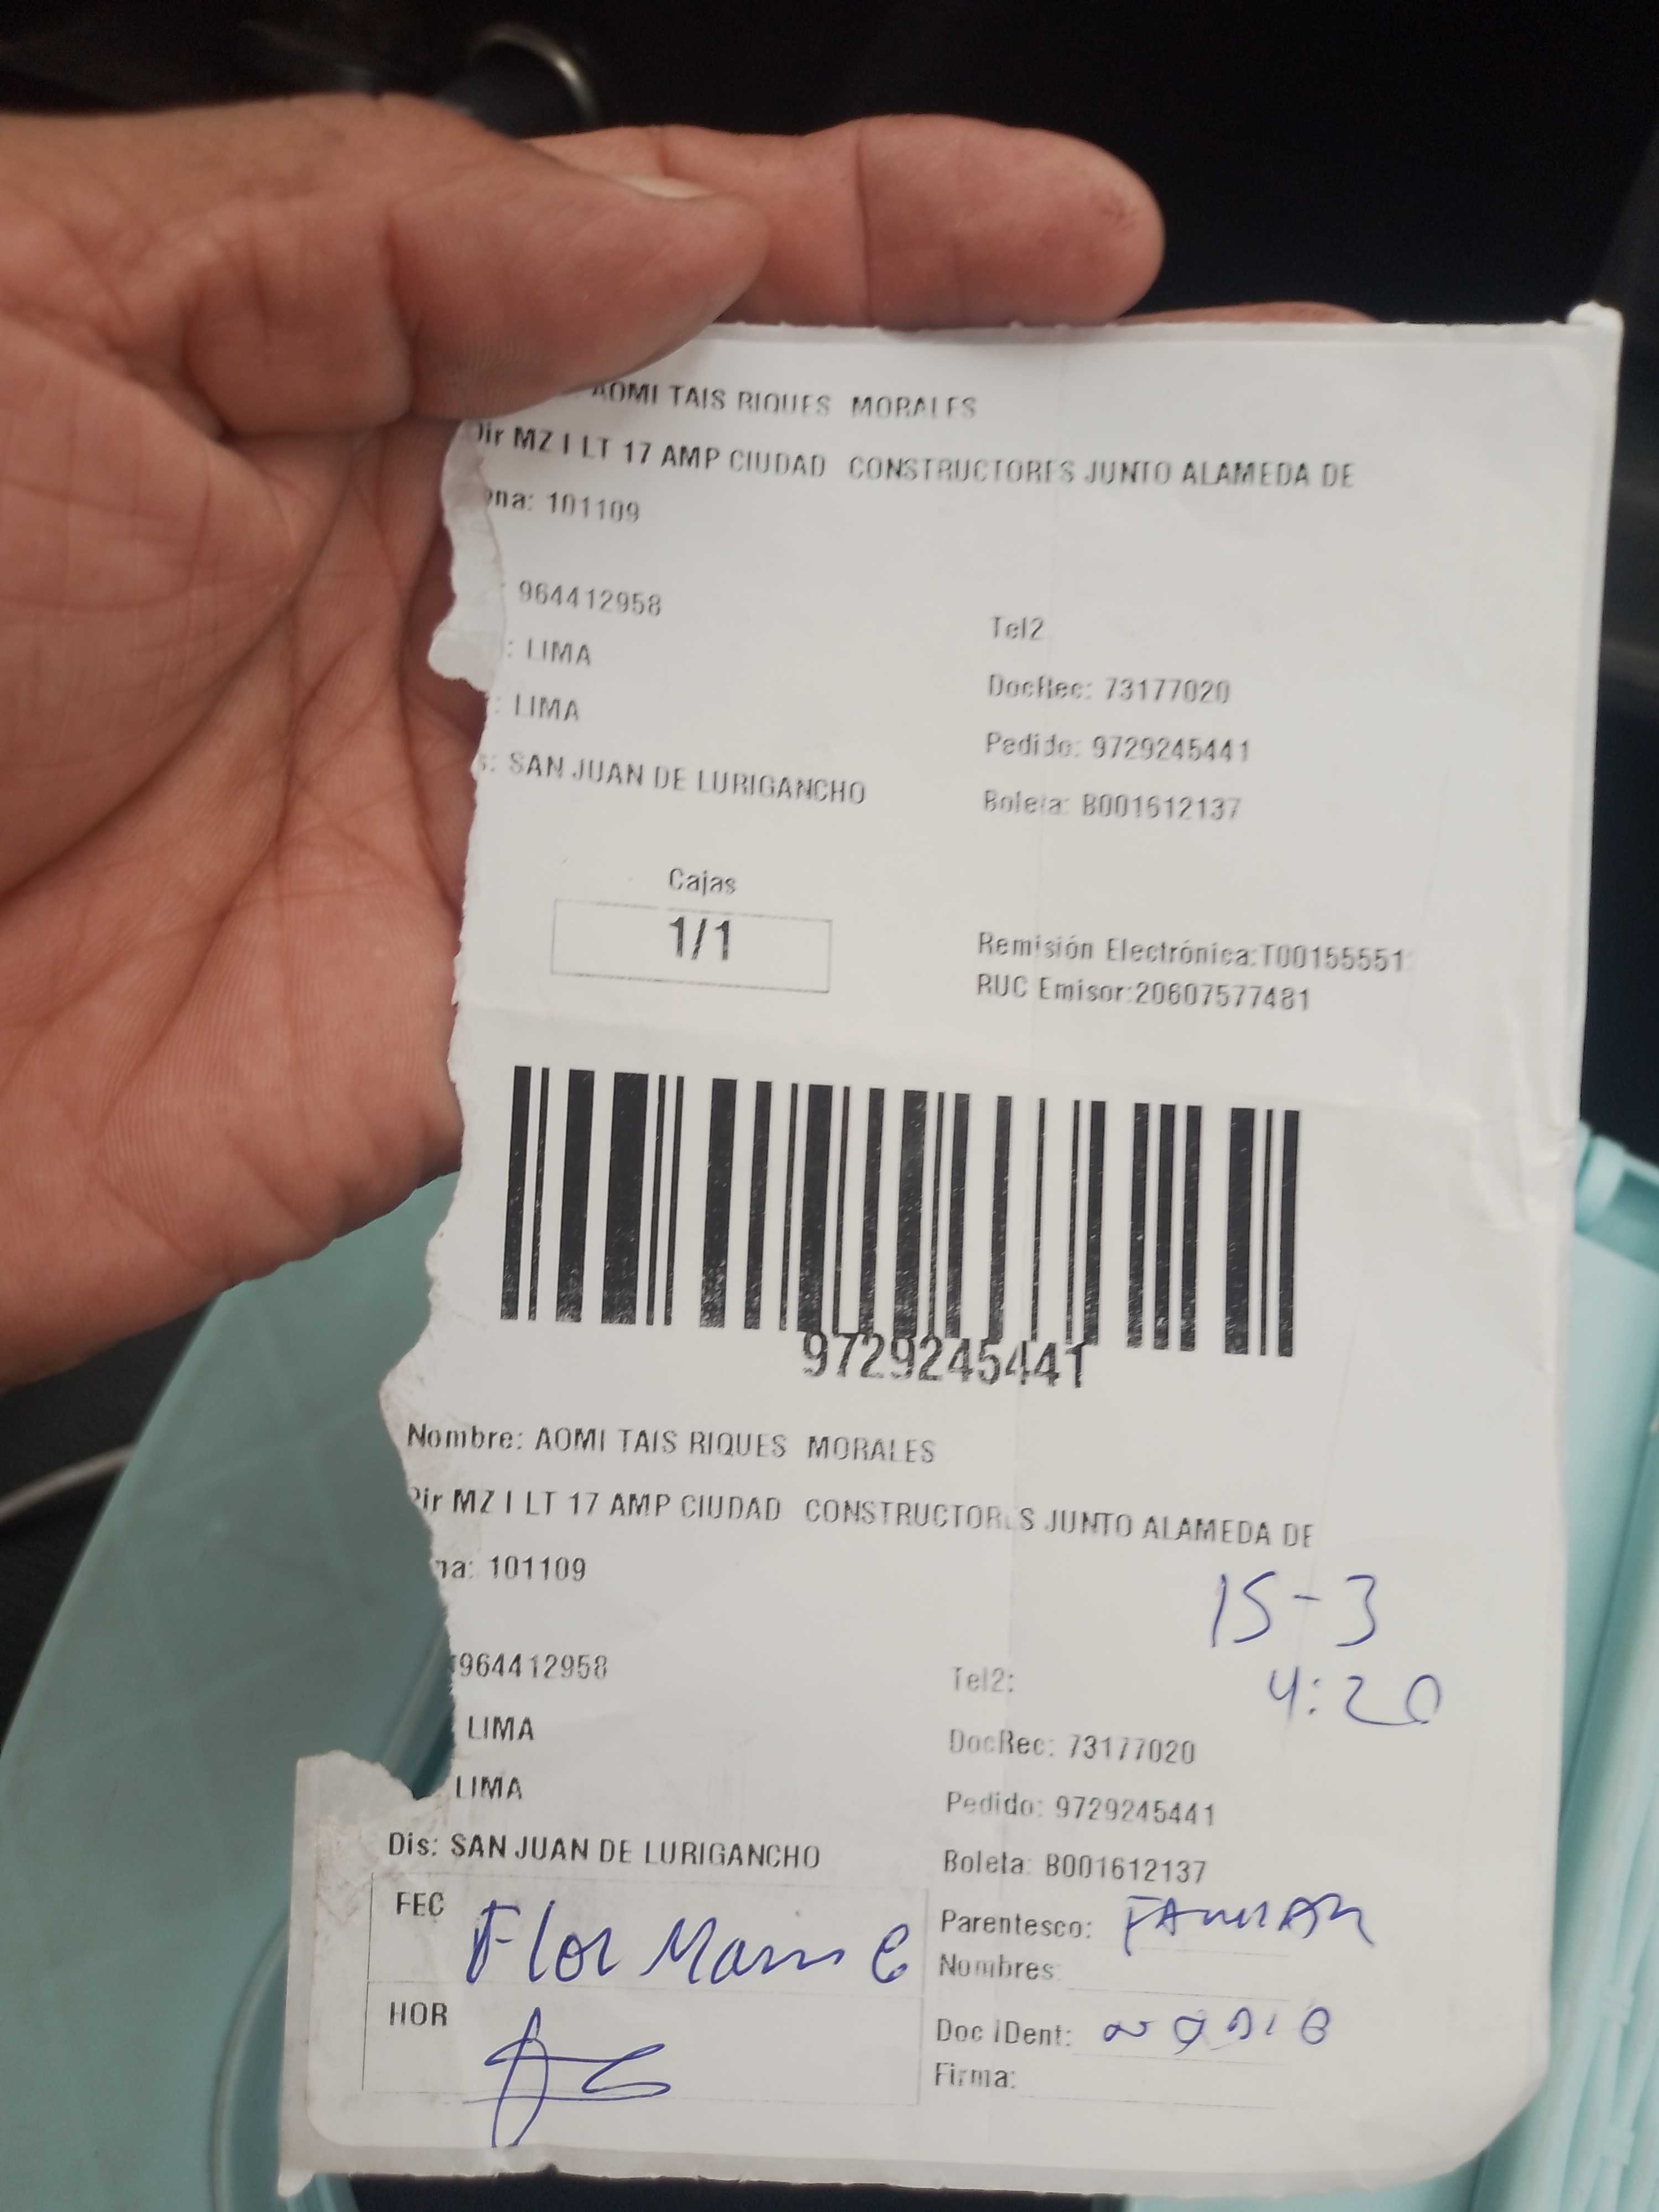 AOMI TAIS RIQUES MORALES
Dir MZ I LT 17 AMP CIUDAD CONSTRUCTORES JUNTO ALAMEDA DE
ona: 101109
964412958
Tel2
: LIMA
DocRec: 73177020
: LIMA
Pedido: 9729245441
s: SAN JUAN DE LURIGANCHO
Boleta: B001612137
Cajas
1/1
Remisión Electrónica:T00155551
RUC Emisor:20607577481
9729245441
Nombre: AOMI TAIS RIQUES MORALES
Dir MZ I LT 17 AMP CIUDAD CONSTRUCTORES JUNTO ALAMEDA DE
na: 101109
15-3
964412958
Tel2:
4:20
LIMA
DocRec: 73177020
LIMA
Pedido: 9729245441
Dis: SAN JUAN DE LURIGANCHO
Boleta: B001612137
FEC
Flor
Parentesco:
Nombres:
HOR
Doc iDent:
Firma: